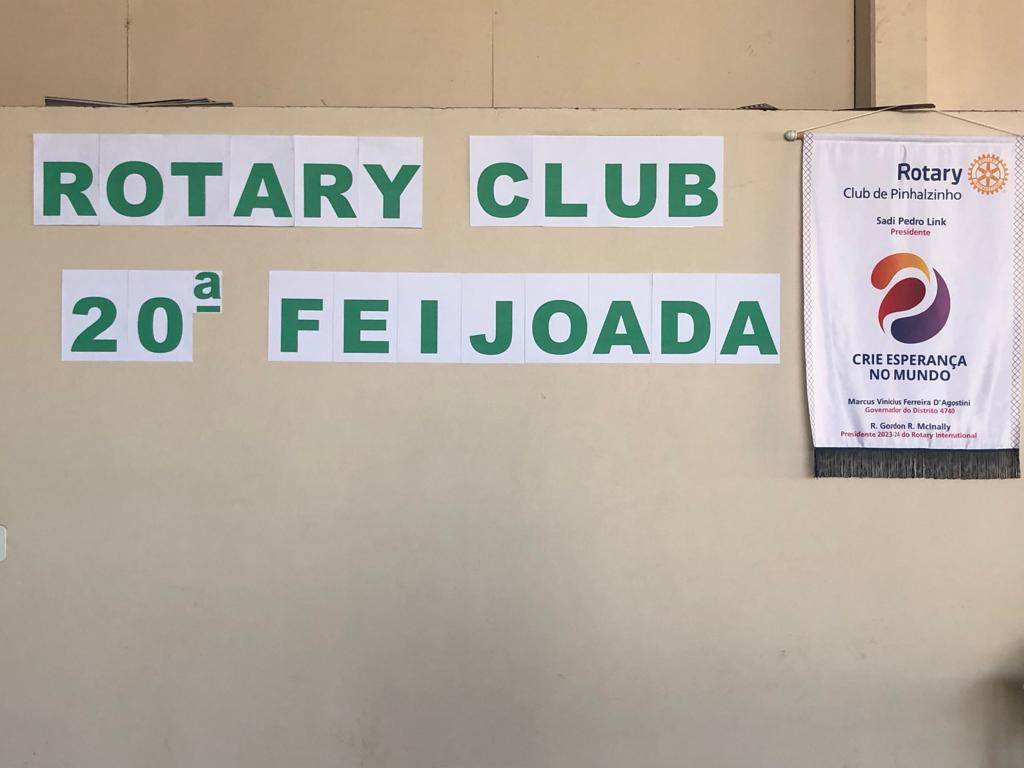 ROTARY CLUB
20ª FEIJOADA
Rotary
Club de Pinhalzinho
Sadi Pedro Link
Presidente
CRIE ESPERANÇA
NO MUNDO
Marcus Vinicius Ferreira D'Agostini
Governador do Distrito 4740
R. Gordon R. McInally
Presidente 2023-24 do Rotary International